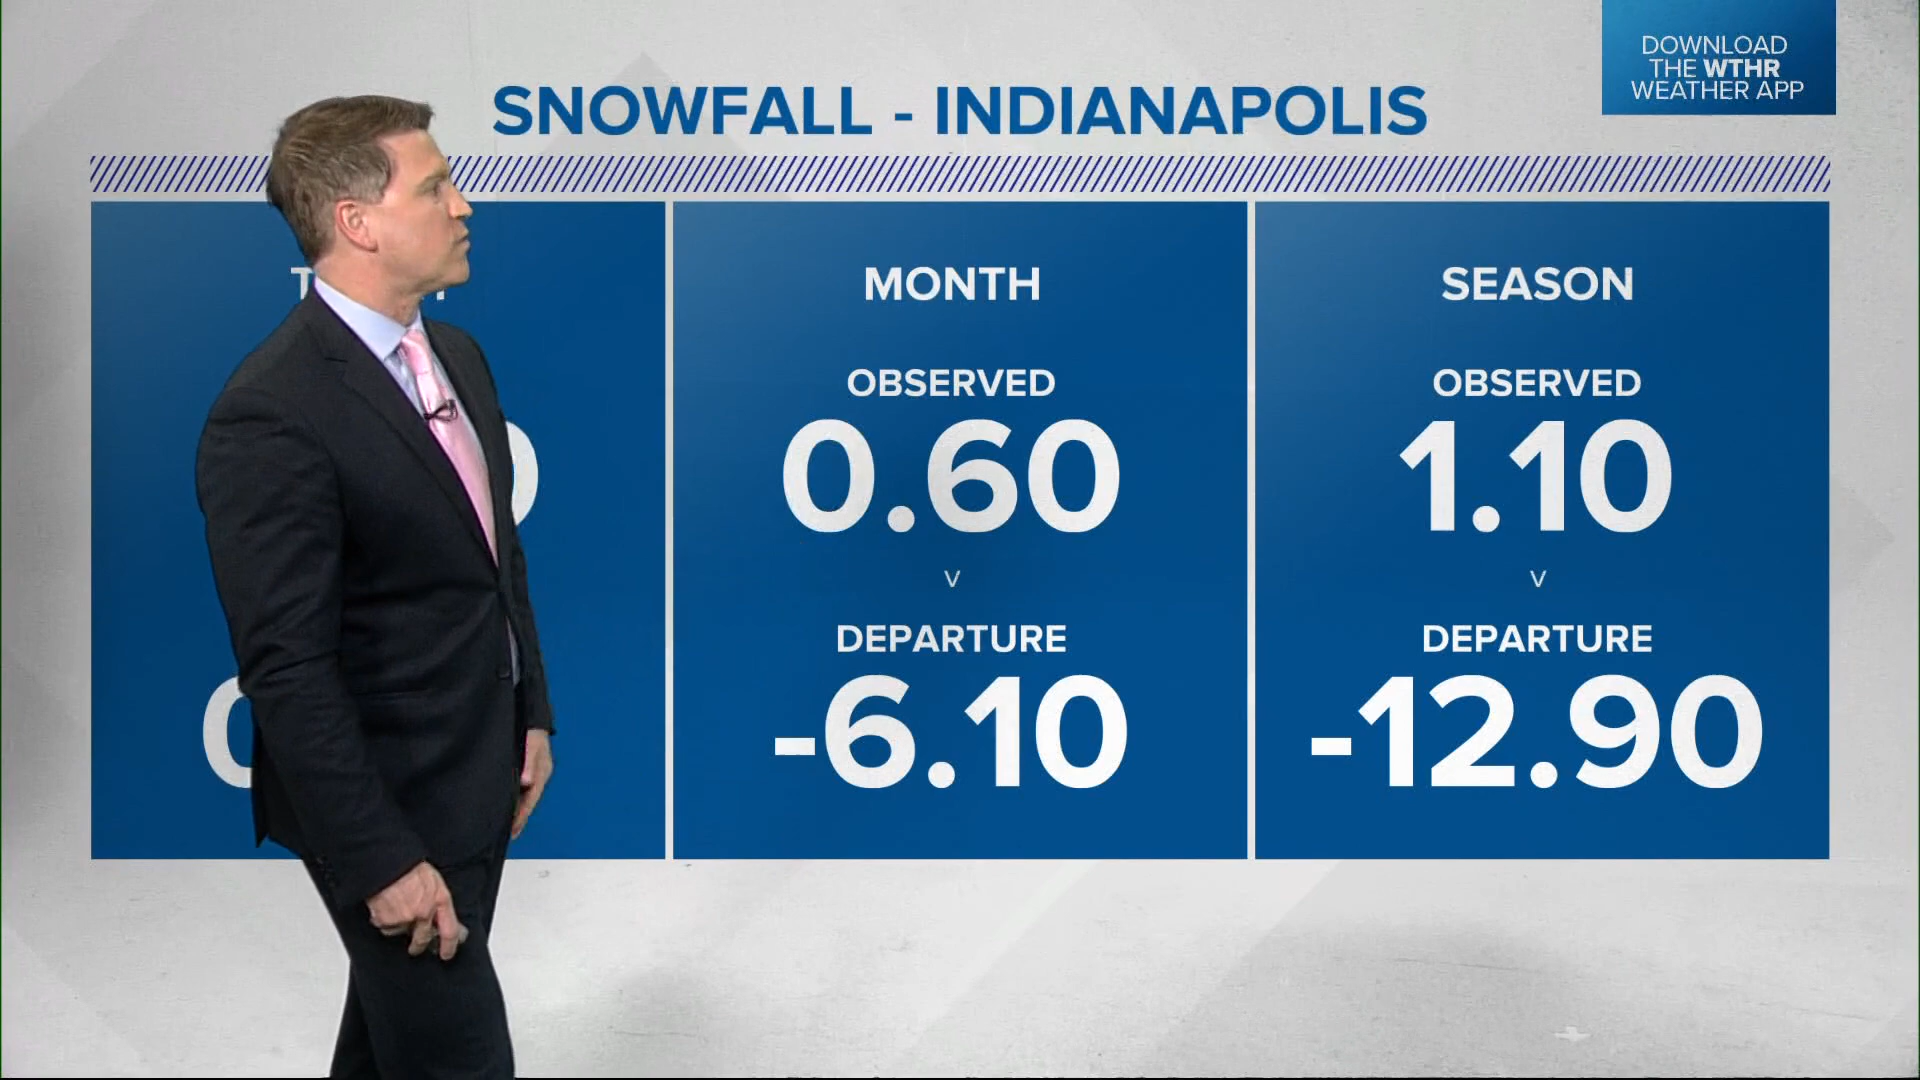 DOWNLOAD
THE WTHR
WEATHER APP
SNOWFALL - INDIANAPOLIS
MONTH
OBSERVED
0.60
v
DEPARTURE
-6.10
SEASON
OBSERVED
1.10
v
DEPARTURE
-12.90